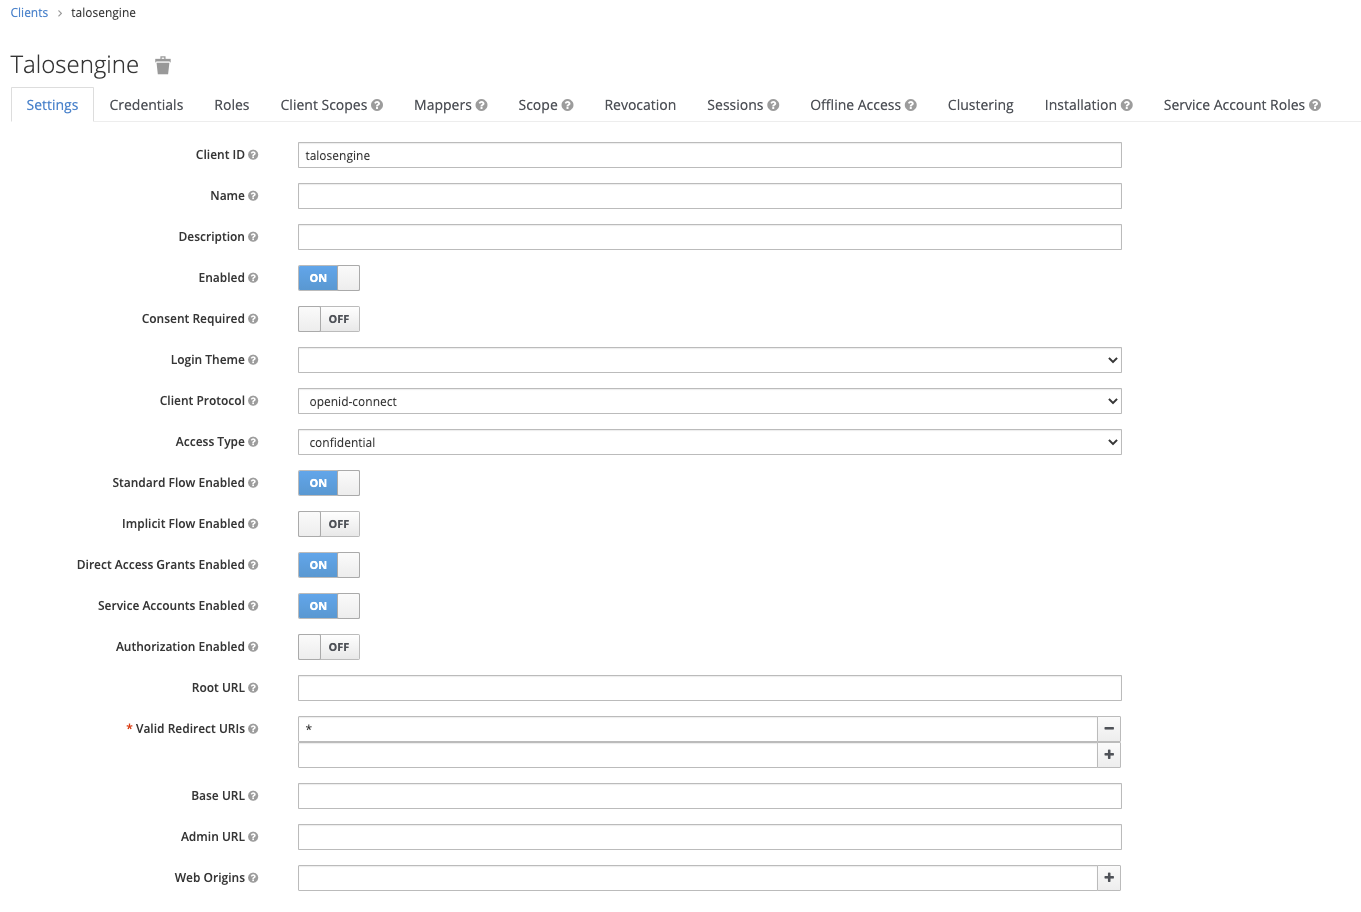 Clients > talosengine
Talosengine
Settings Credentials Roles Client Scopes Mappers Scope Revocation Sessions Offline Access Clustering Installation Service Account Roles
Client ID talosengine
Name
Description
Enabled ON
Consent Required OFF
Login Theme
Client Protocol openid-connect
Access Type confidential
Standard Flow Enabled ON
Implicit Flow Enabled OFF
Direct Access Grants Enabled ON
Service Accounts Enabled ON
Authorization Enabled OFF
Root URL
* Valid Redirect URIs *
Base URL
Admin URL
Web Origins